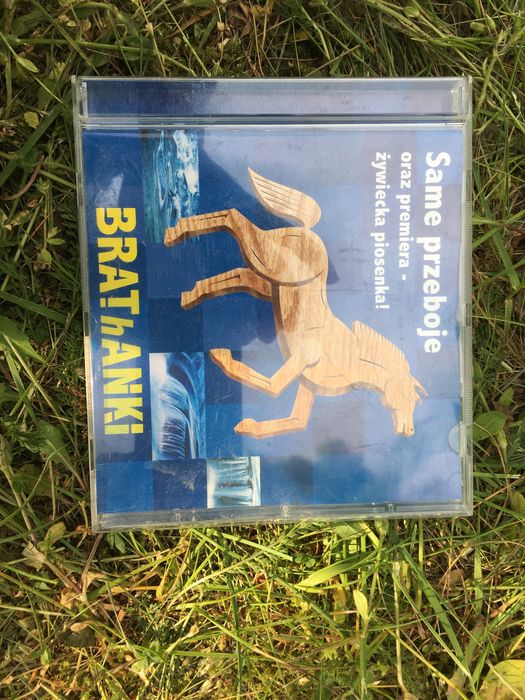 Same przeboje
oraz premiera -
żywiecka piosenka!
BRAThANKI